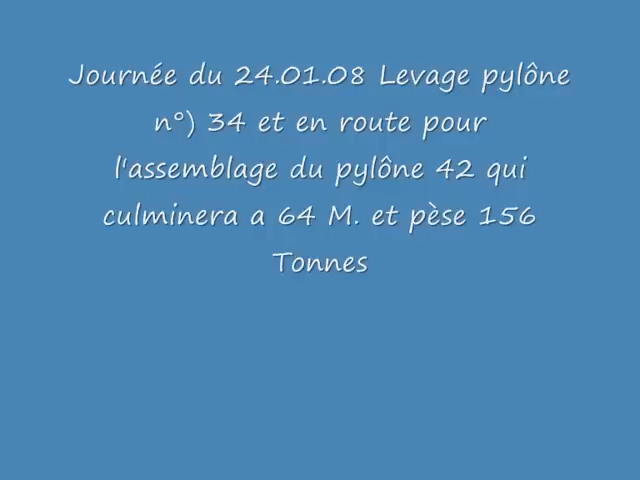 Journée du 24.01.08 Levage pylône
n°) 34 et en route pour
l'assemblage du pylône 42 qui
culminera a 64 M. et pèse 156
Tonnes